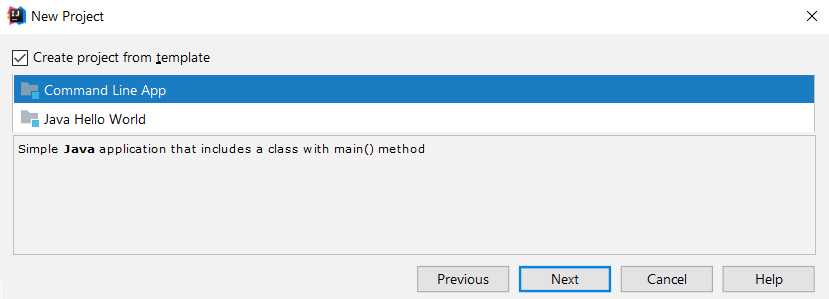 New Project
Create project from template
Command Line App
Java Hello World
Simple Java application that includes a class with main() method
Previous Next Cancel Help